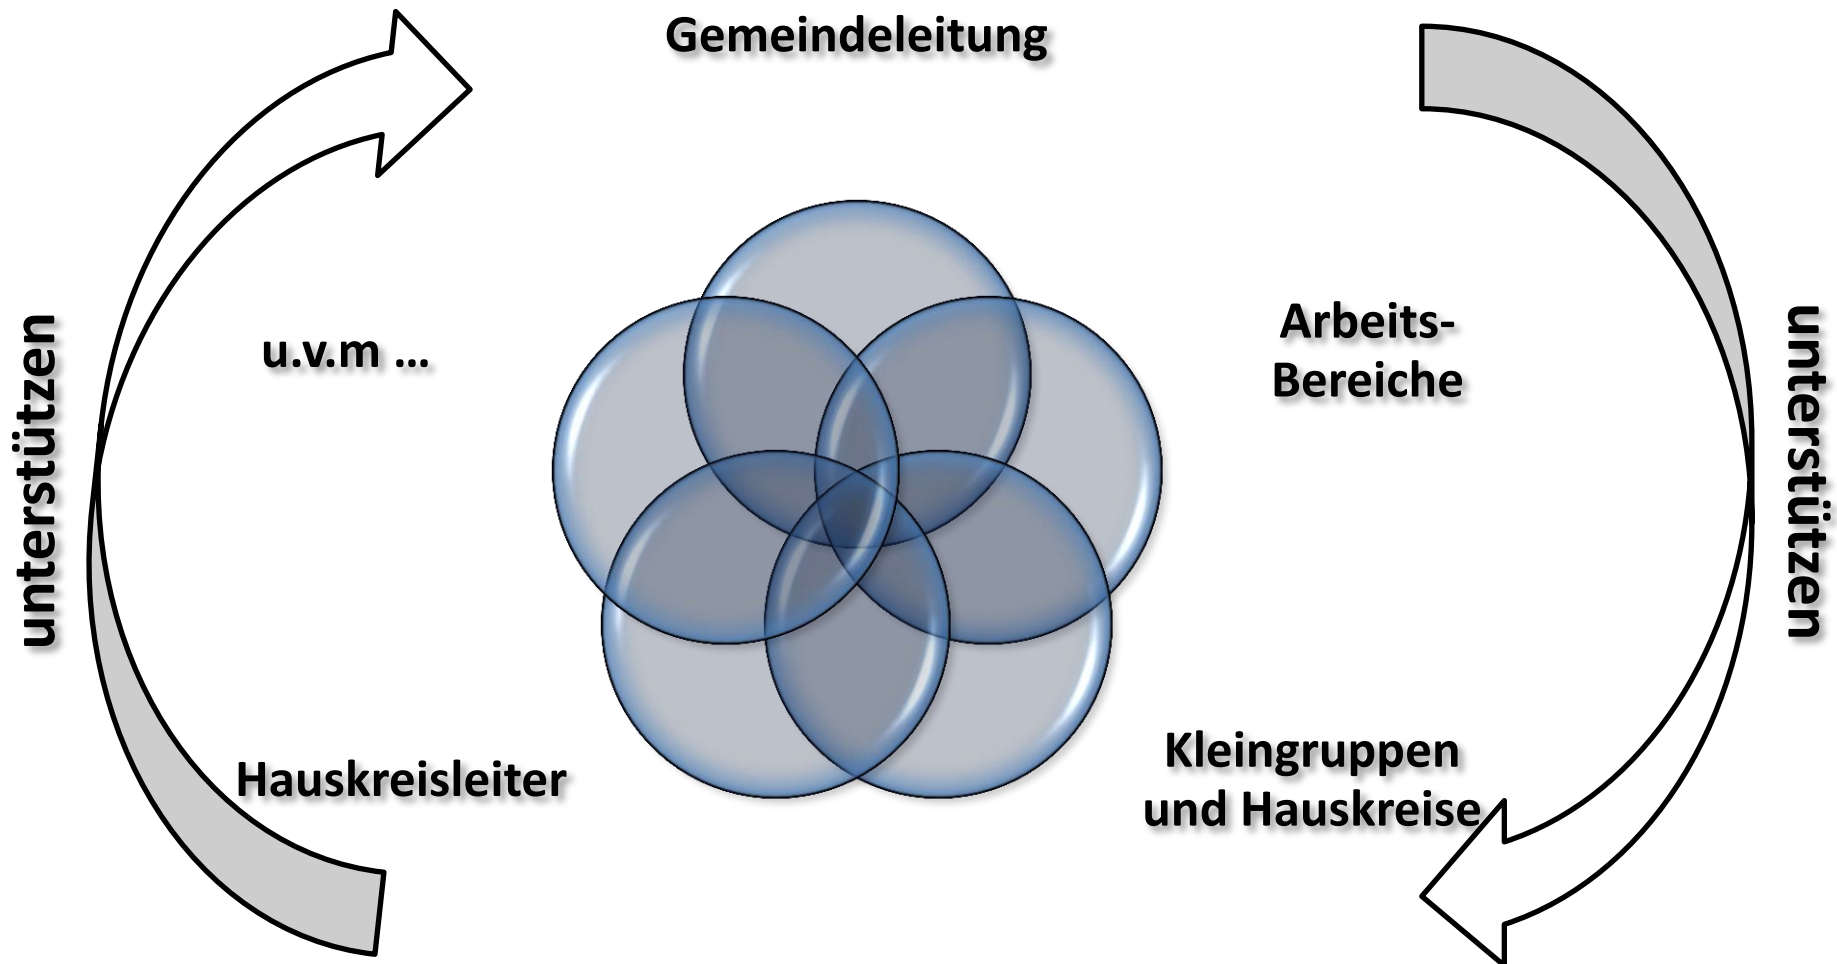 Gemeindeleitung
Arbeits-
Bereiche
Kleingruppen
und Hauskreise
Hauskreisleiter
u.v.m ...
unterstützen
unterstützen